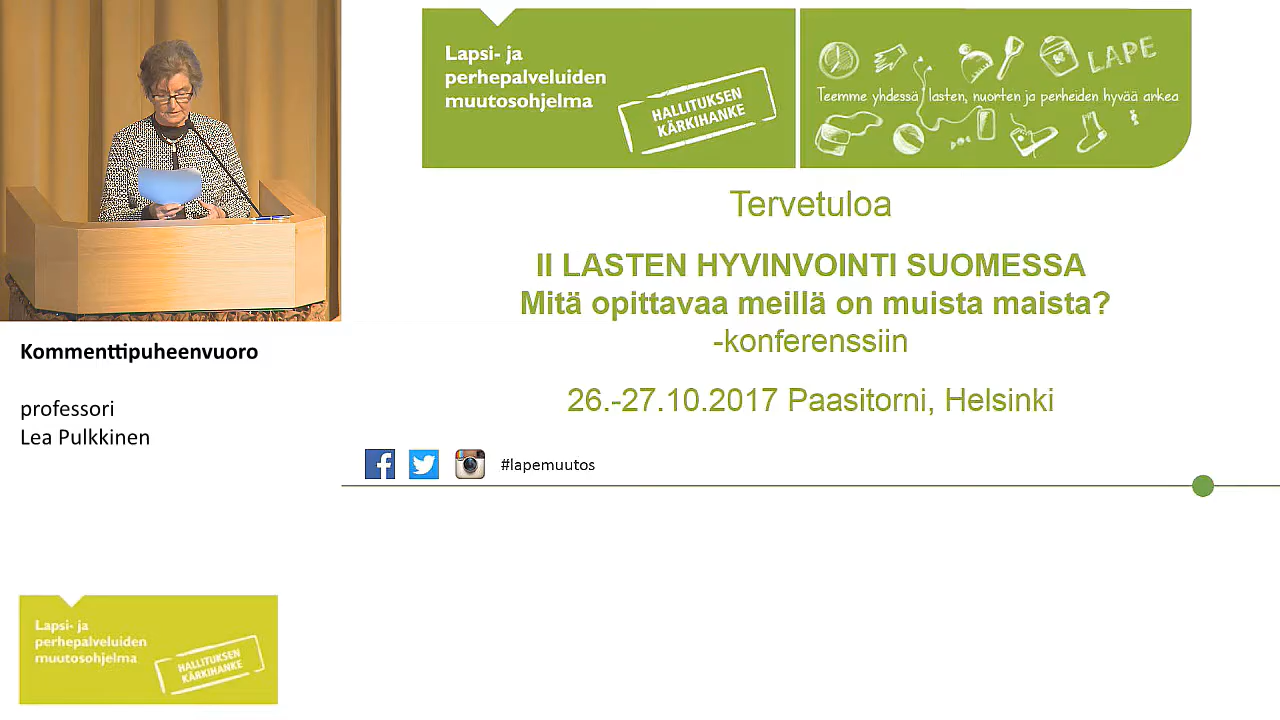 Lapsi- ja
perhepalveluiden
muutosohjelma
HALLITUKSEN
KÄRKIHANKE
LAPE
Teemme yhdessä lasten, nuorten ja perheiden hyvää arkea
Tervetuloa
II LASTEN HYVINVOINTI SUOMESSA
Mitä opittavaa meillä on muista maista?
-konferenssiin
26.-27.10.2017 Paasitorni, Helsinki
#lapemuutos
Kommenttipuheenvuoro
professori
Lea Pulkkinen
Lapsi- ja
perhepalveluiden
muutosohjelma
HALLITUKSEN
KÄRKIHANKE